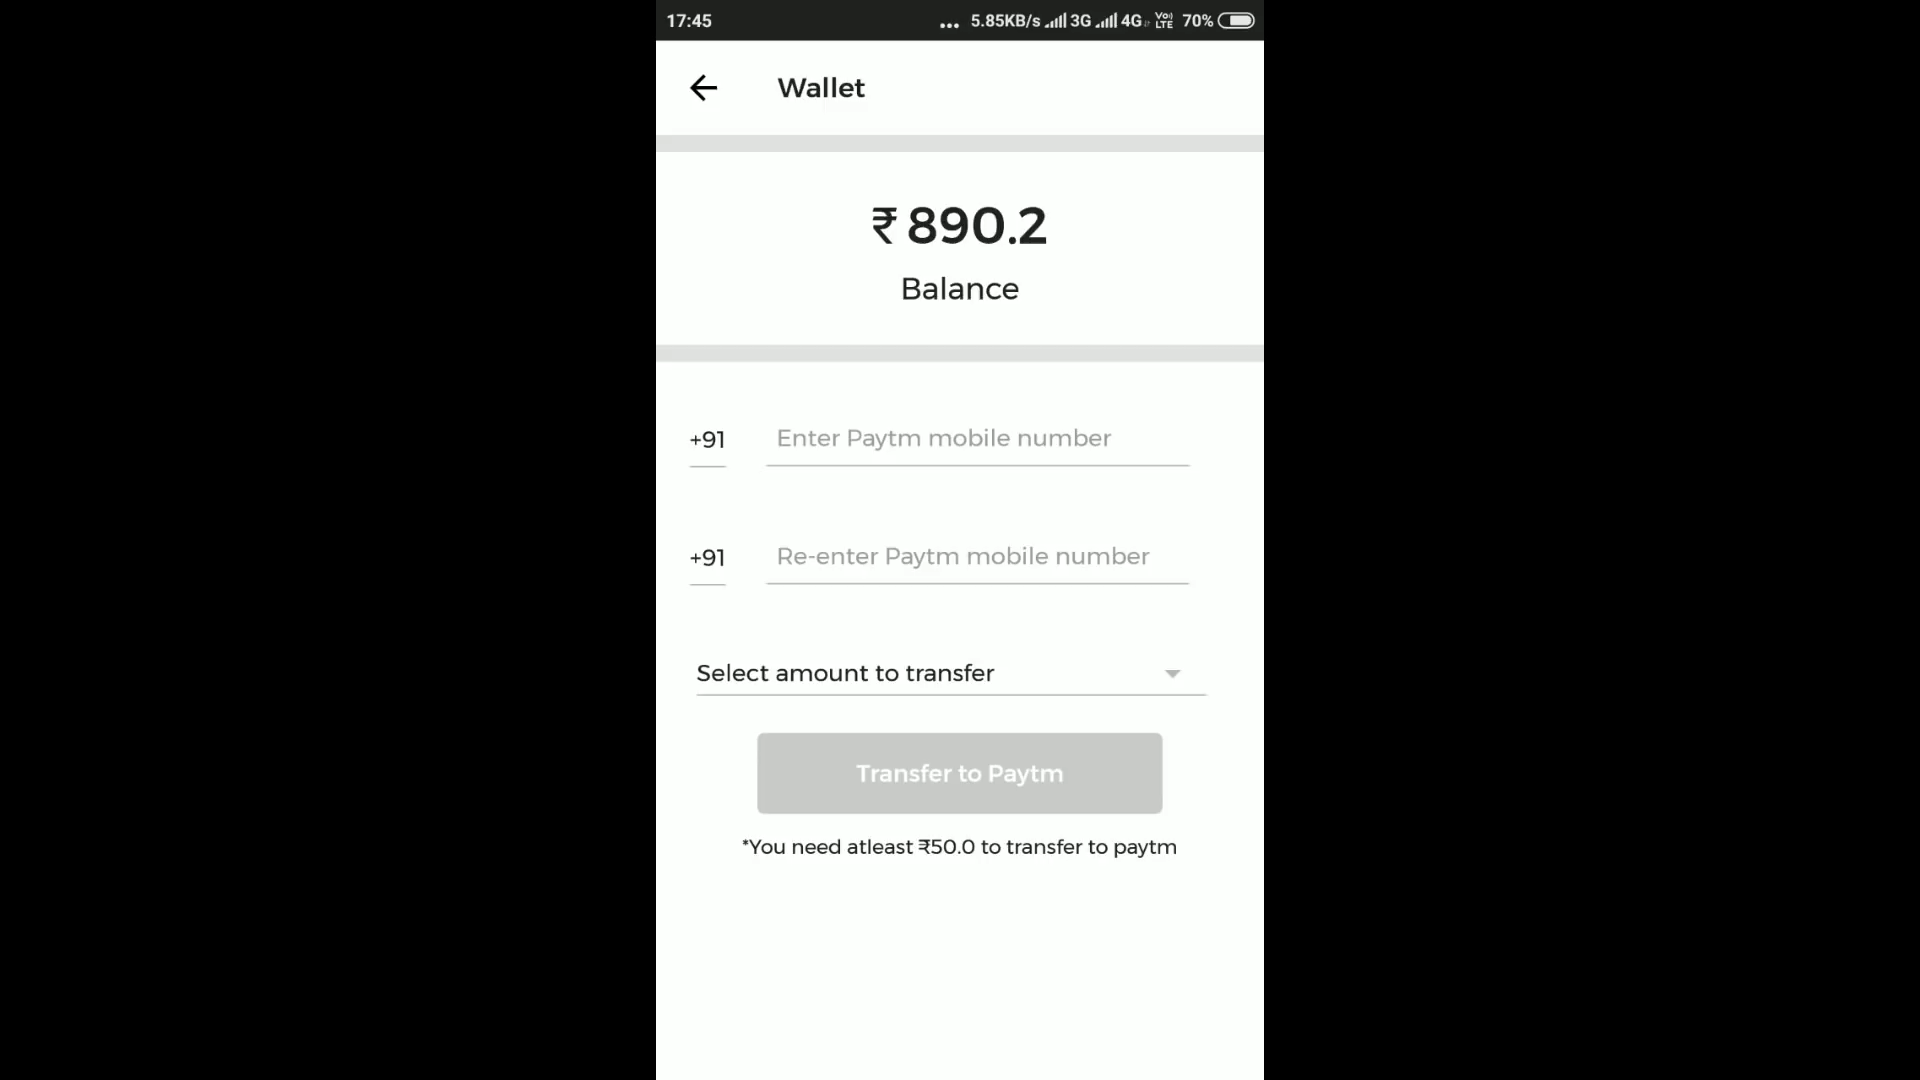 17:45 ... 5.85KB/s 3G 4G Vo) LTE 70%
Wallet
₹ 890.2
Balance
+91 Enter Paytm mobile number
+91 Re-enter Paytm mobile number
Select amount to transfer
Transfer to Paytm
*You need atleast ₹50.0 to transfer to paytm